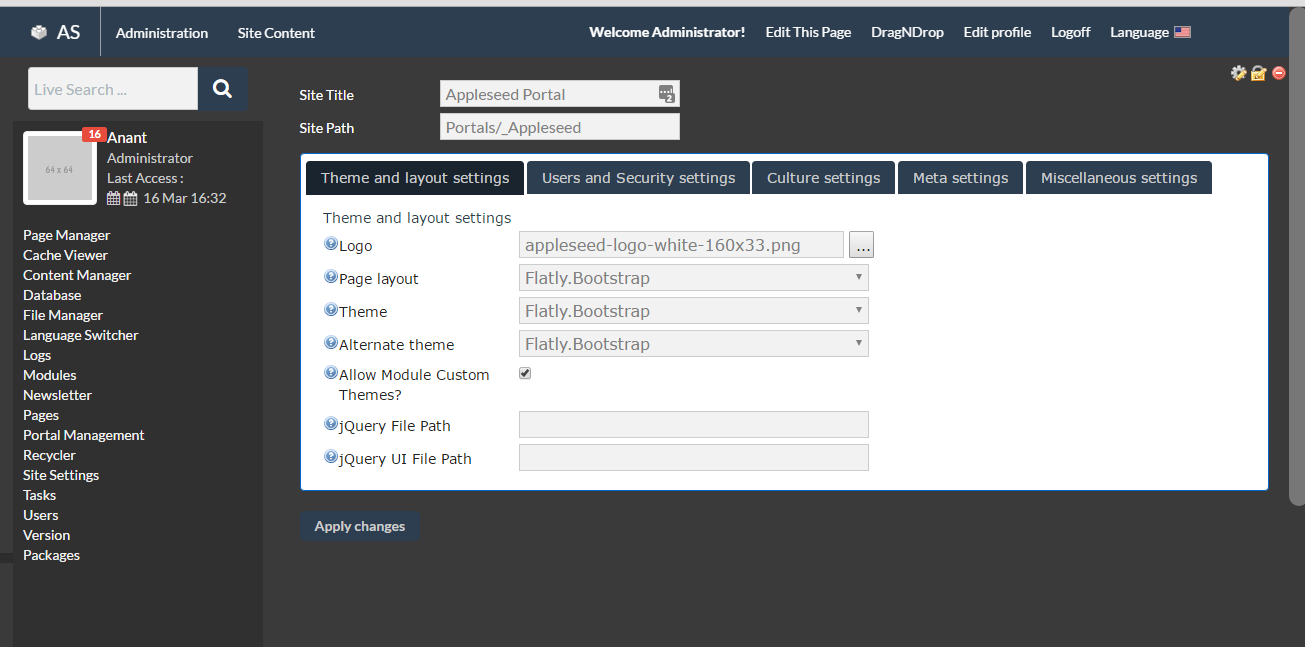 AS Administration Site Content Welcome Administrator! Edit This Page DragNDrop Edit profile Logoff Language
Live Search ...
16
64 x 64
Anant
Administrator
Last Access :
16 Mar 16:32
Page Manager
Cache Viewer
Content Manager
Database
File Manager
Language Switcher
Logs
Modules
Newsletter
Pages
Portal Management
Recycler
Site Settings
Tasks
Users
Version
Packages
Site Title Appleseed Portal 2
Site Path Portals/_Appleseed
Theme and layout settings Users and Security settings Culture settings Meta settings Miscellaneous settings
Theme and layout settings
Logo appleseed-logo-white-160x33.png ...
Page layout Flatly.Bootstrap
Theme Flatly.Bootstrap
Alternate theme Flatly.Bootstrap
Allow Module Custom
Themes?
jQuery File Path
jQuery UI File Path
Apply changes